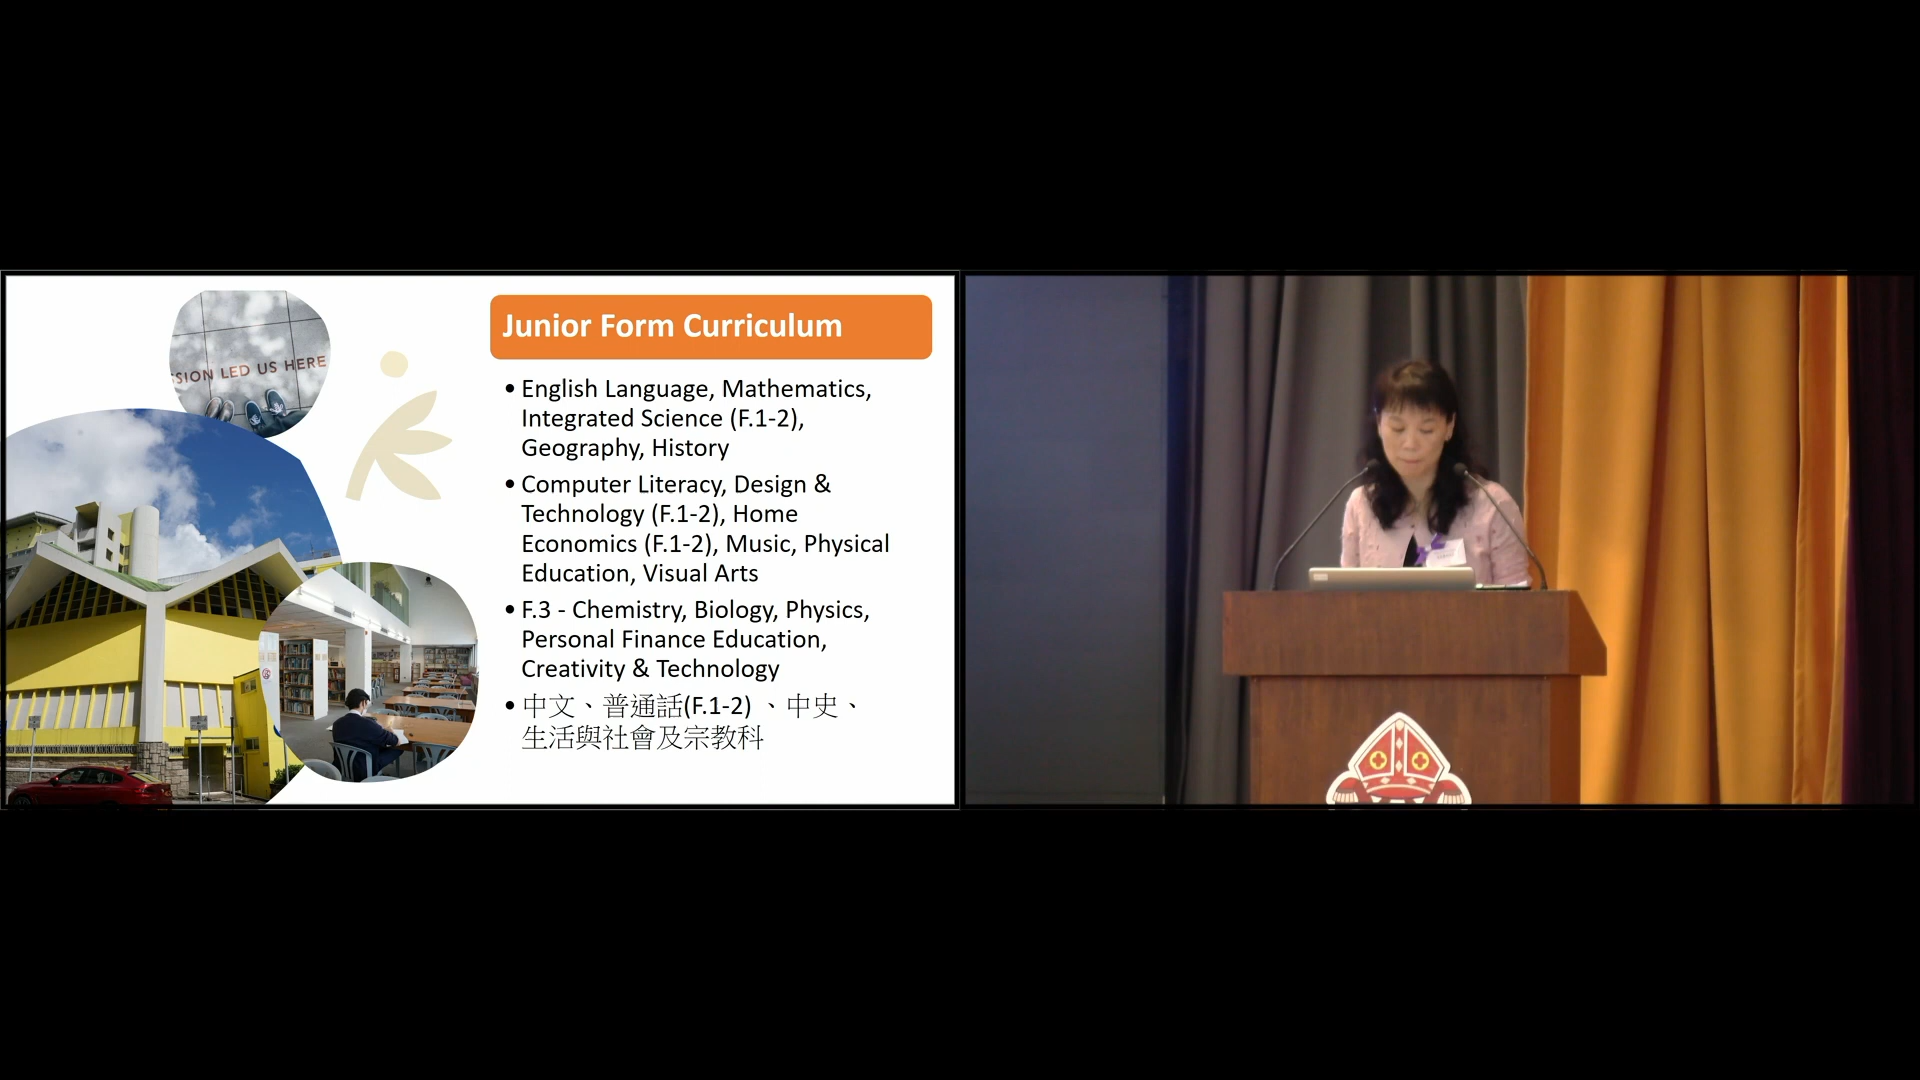 SION LED US HERE
Junior Form Curriculum
• English Language, Mathematics,
Integrated Science (F.1-2),
Geography, History
• Computer Literacy, Design &
Technology (F.1-2), Home
Economics (F.1-2), Music, Physical
Education, Visual Arts
• F.3 - Chemistry, Biology, Physics,
Personal Finance Education,
Creativity & Technology
• 中文、普通話(F.1-2) 、中史、
生活與社會及宗教科